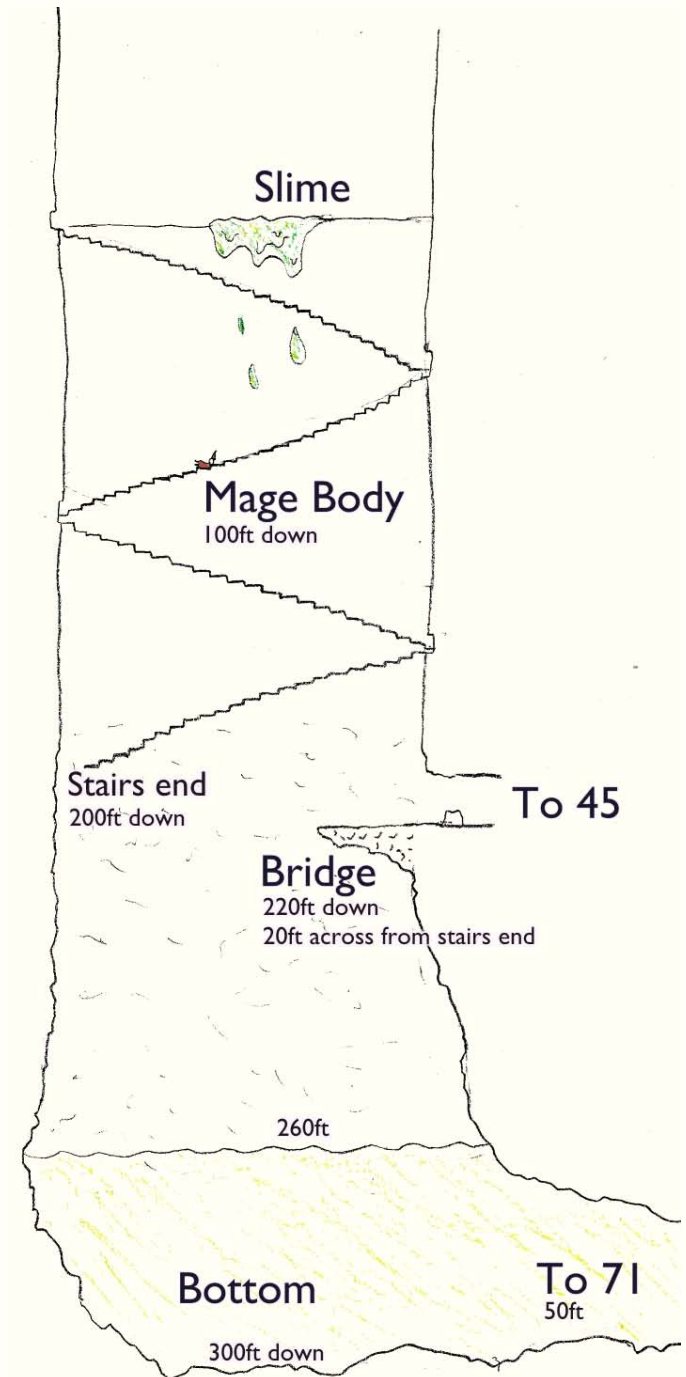 Slime
Mage Body
100ft down
Stairs end
200ft down
To 45
Bridge
220ft down
20ft across from stairs end
260ft
Bottom
300ft down
To 71
50ft